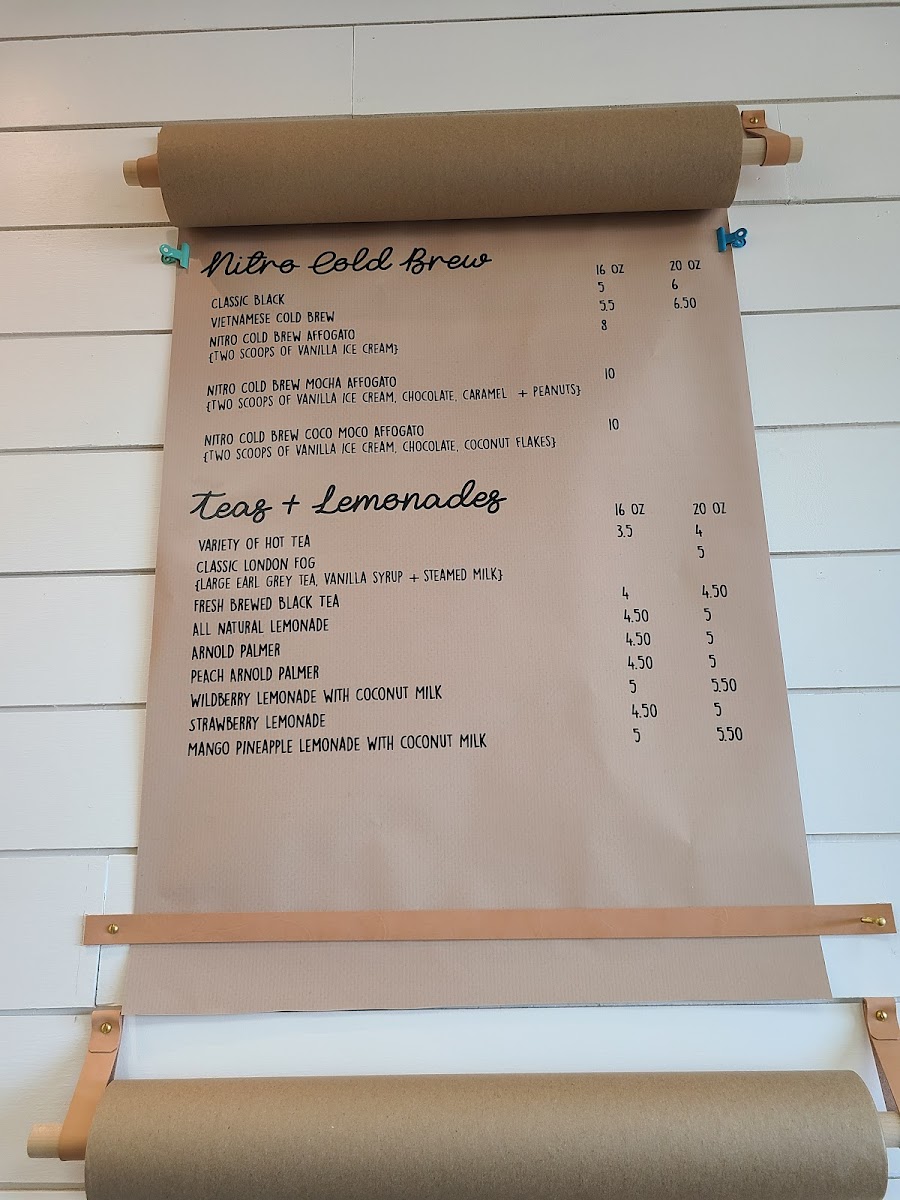 Nitro Cold Brew 16 OZ 20 OZ
CLASSIC BLACK 5 6
VIETNAMESE COLD BREW 5.5 6.50
NITRO COLD BREW AFFOGATO 8
{TWO SCOOPS OF VANILLA ICE CREAM}
NITRO COLD BREW MOCHA AFFOGATO 10
{TWO SCOOPS OF VANILLA ICE CREAM, CHOCOLATE, CARAMEL + PEANUTS}
NITRO COLD BREW COCO MOCO AFFOGATO 10
{TWO SCOOPS OF VANILLA ICE CREAM, CHOCOLATE, COCONUT FLAKES}
Teas + Lemonades 16 OZ 20 OZ
VARIETY OF HOT TEA 3.5 4
CLASSIC LONDON FOG 5
{LARGE EARL GREY TEA, VANILLA SYRUP + STEAMED MILK}
FRESH BREWED BLACK TEA 4 4.50
ALL NATURAL LEMONADE 4.50 5
ARNOLD PALMER 4.50 5
PEACH ARNOLD PALMER 4.50 5
WILDBERRY LEMONADE WITH COCONUT MILK 5 5.50
STRAWBERRY LEMONADE 4.50 5
MANGO PINEAPPLE LEMONADE WITH COCONUT MILK 5 5.50